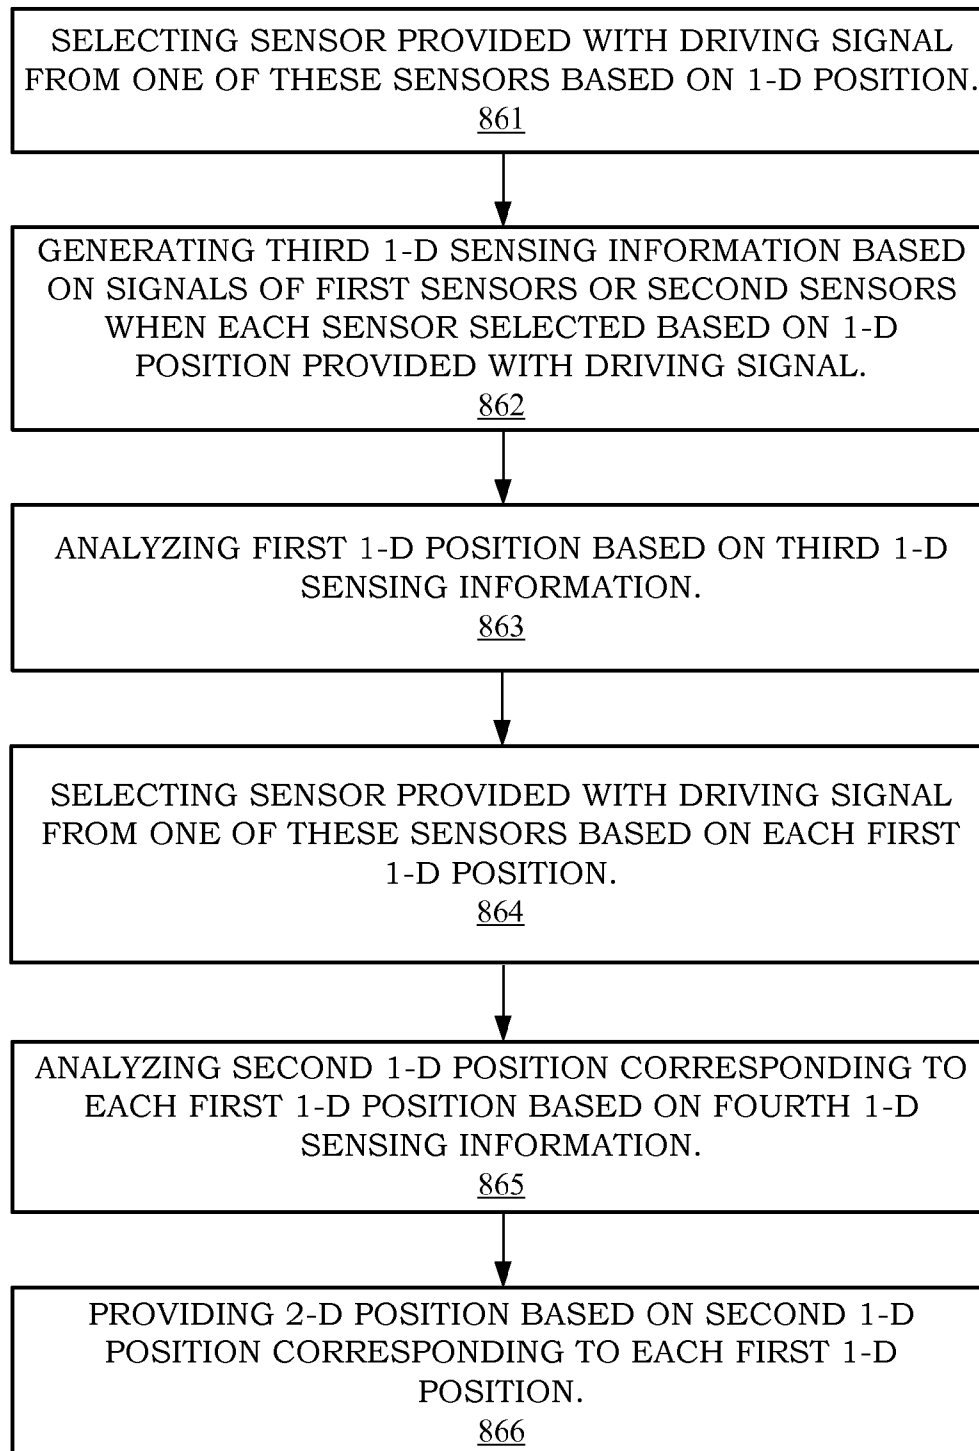 SELECTING SENSOR PROVIDED WITH DRIVING SIGNAL
FROM ONE OF THESE SENSORS BASED ON 1-D POSITION.
861
GENERATING THIRD 1-D SENSING INFORMATION BASED
ON SIGNALS OF FIRST SENSORS OR SECOND SENSORS
WHEN EACH SENSOR SELECTED BASED ON 1-D
POSITION PROVIDED WITH DRIVING SIGNAL.
862
ANALYZING FIRST 1-D POSITION BASED ON THIRD 1-D
SENSING INFORMATION.
863
SELECTING SENSOR PROVIDED WITH DRIVING SIGNAL
FROM ONE OF THESE SENSORS BASED ON EACH FIRST
1-D POSITION.
864
ANALYZING SECOND 1-D POSITION CORRESPONDING TO
EACH FIRST 1-D POSITION BASED ON FOURTH 1-D
SENSING INFORMATION.
865
PROVIDING 2-D POSITION BASED ON SECOND 1-D
POSITION CORRESPONDING TO EACH FIRST 1-D
POSITION.
866